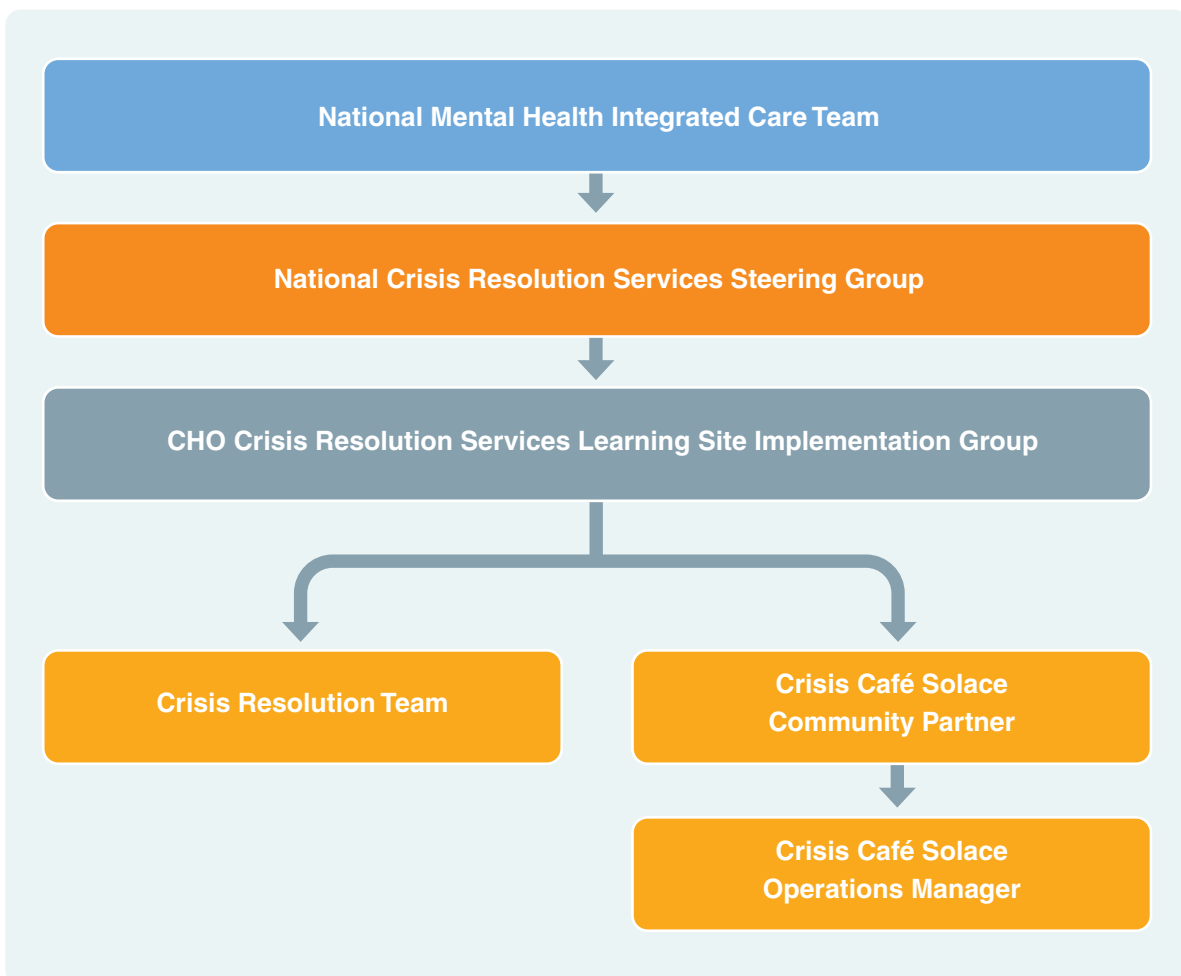 National Mental Health Integrated Care Team
National Crisis Resolution Services Steering Group
CHO Crisis Resolution Services Learning Site Implementation Group
Crisis Resolution Team
Crisis Café Solace
Community Partner
Crisis Café Solace
Operations Manager